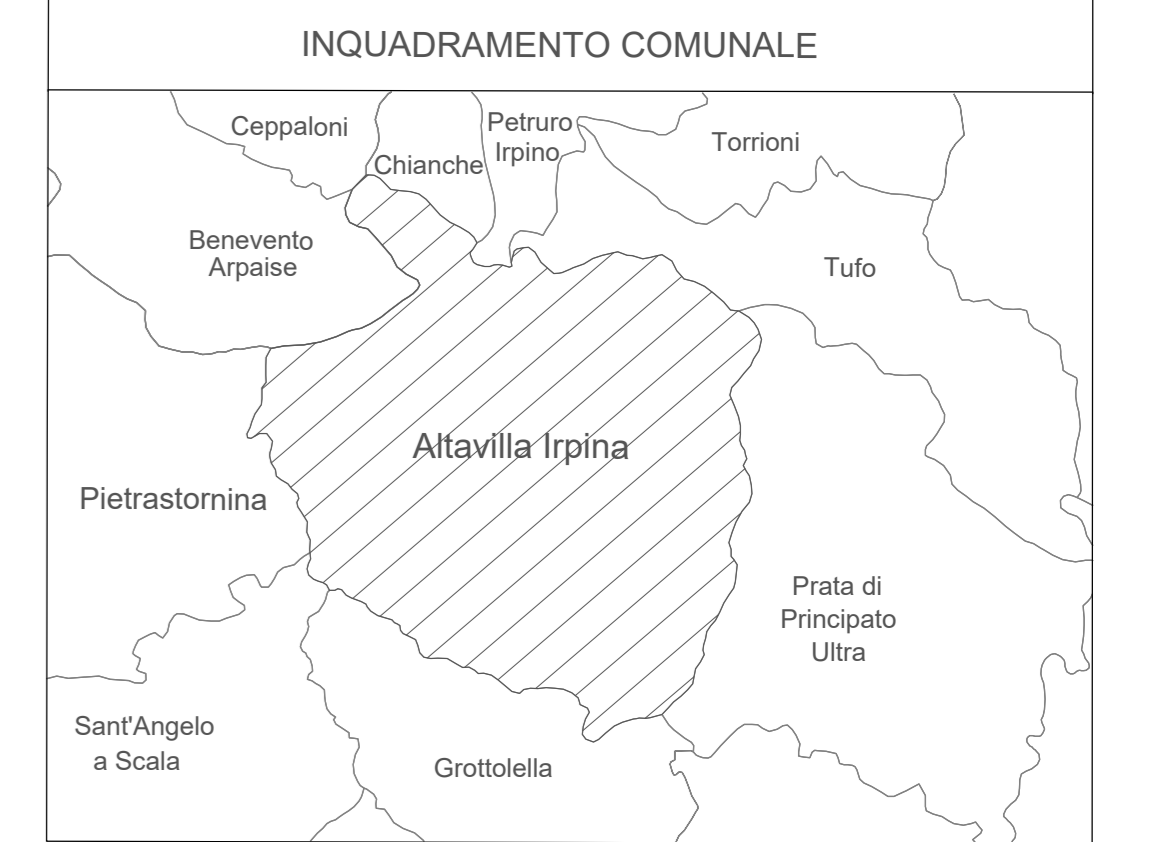 INQUADRAMENTO COMUNALE
Ceppaloni
Petruro
Irpino
Chianche
Torrioni
Benevento
Arpaise
Tufo
Altavilla Irpina
Pietrastornina
Prata di
Principato
Ultra
Sant'Angelo
a Scala
Grottolella